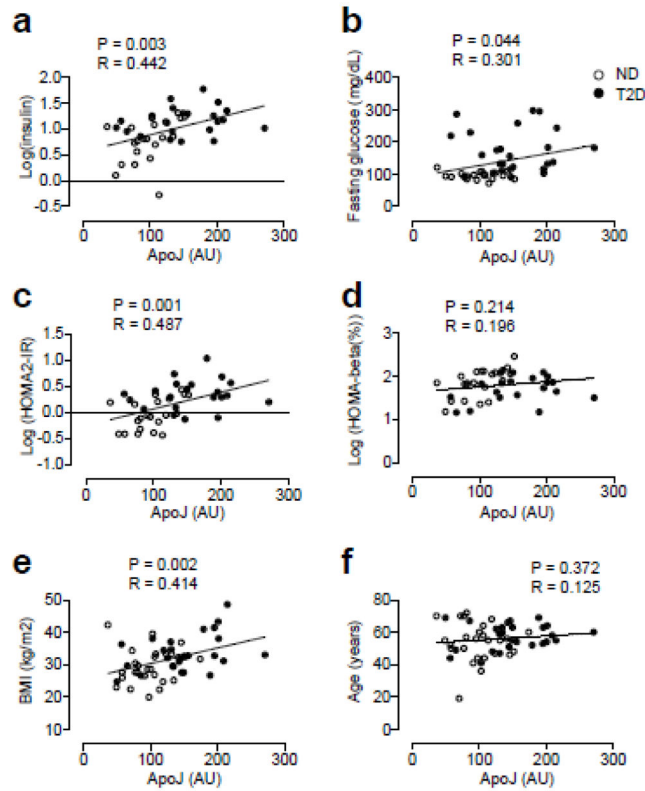 a
P = 0.003
R = 0.442
Log(insulin)
2.0
1.5
1.0
0.5
0.0
-0.5
0 100 200 300
ApoJ (AU)
b
P = 0.044
R = 0.301
ND
T2D
Fasting glucose (mg/dL)
400
300
200
100
0
0 100 200 300
ApoJ (AU)
c
P = 0.001
R = 0.487
Log (HOMA2-IR)
1.5
1.0
0.5
0.0
-0.5
-1.0
0 100 200 300
ApoJ (AU)
d
P = 0.214
R = 0.196
Log (HOMA-beta(%))
3
2
1
0
0 100 200 300
ApoJ (AU)
e
P = 0.002
R = 0.414
BMI (kg/m2)
50
40
30
20
10
0 100 200 300
ApoJ (AU)
f
P = 0.372
R = 0.125
Age (years)
80
60
40
20
0
0 100 200 300
ApoJ (AU)